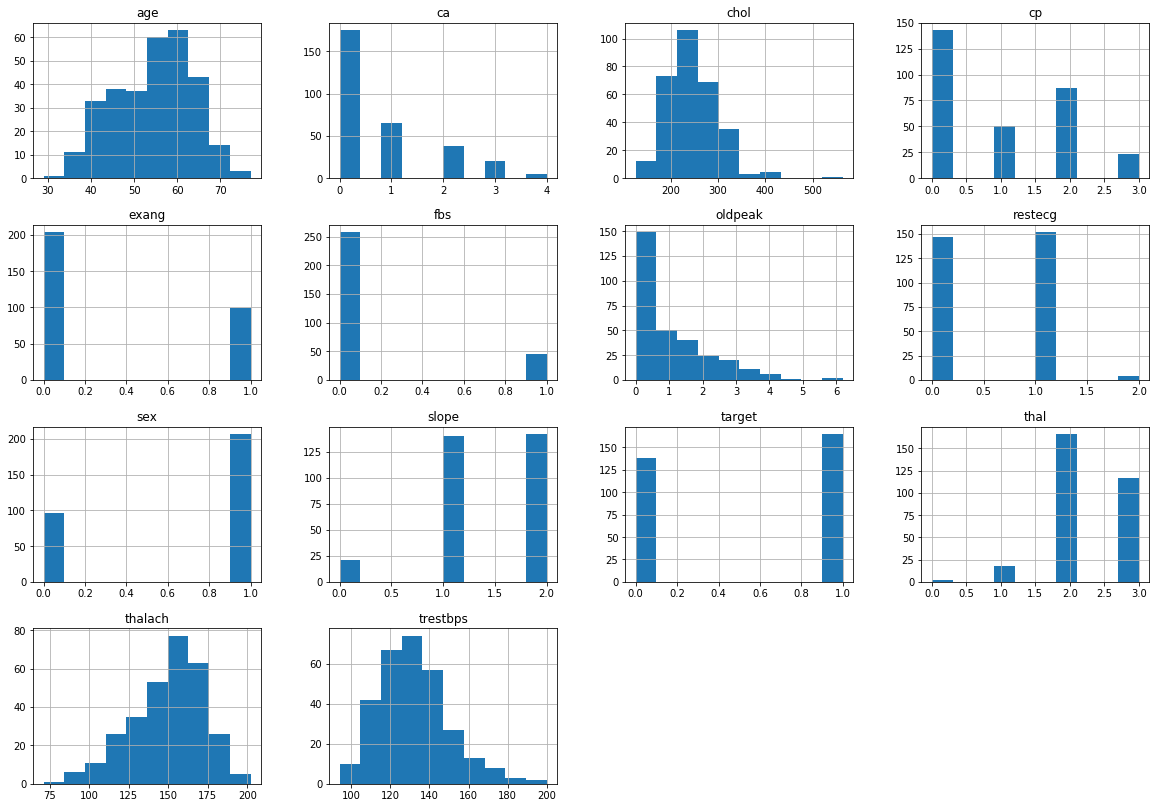 age
60
50
40
30
20
10
0
30 40 50 60 70
ca
150
100
50
0
0 1 2 3 4
chol
100
80
60
40
20
0
200 300 400 500
cp
150
125
100
75
50
25
0
0.0 0.5 1.0 1.5 2.0 2.5 3.0
exang
200
150
100
50
0
0.0 0.2 0.4 0.6 0.8 1.0
fbs
250
200
150
100
50
0
0.0 0.2 0.4 0.6 0.8 1.0
oldpeak
150
125
100
75
50
25
0
0 1 2 3 4 5 6
restecg
150
125
100
75
50
25
0
0.0 0.5 1.0 1.5 2.0
sex
200
150
100
50
0
0.0 0.2 0.4 0.6 0.8 1.0
slope
125
100
75
50
25
0
0.0 0.5 1.0 1.5 2.0
target
150
125
100
75
50
25
0
0.0 0.2 0.4 0.6 0.8 1.0
thal
150
125
100
75
50
25
0
0.0 0.5 1.0 1.5 2.0 2.5 3.0
thalach
80
60
40
20
0
75 100 125 150 175 200
trestbps
60
40
20
0
100 120 140 160 180 200